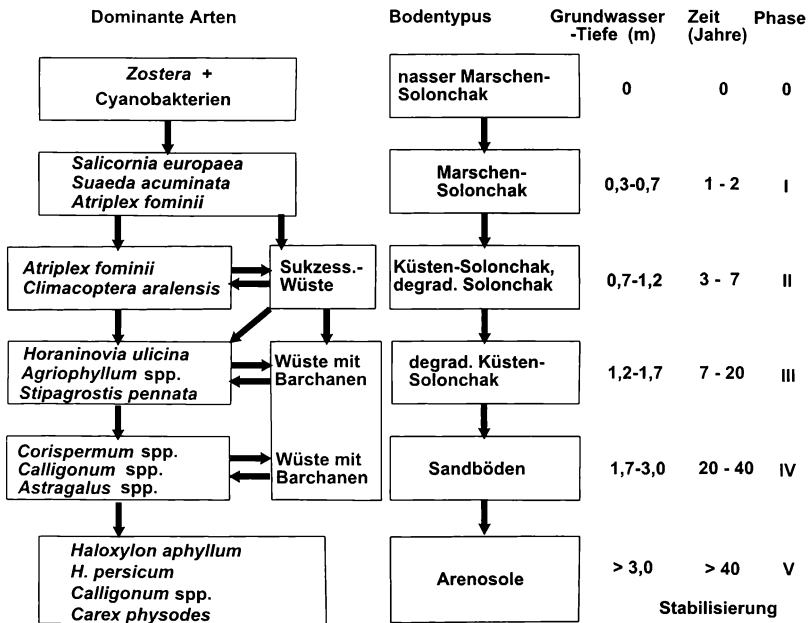 Dominante Arten
Bodentypus
Grundwasser
-Tiefe (m)
Zeit
(Jahre)
Phase
Zostera +
Cyanobakterien
nasser Marschen-
Solonchak
0
0
0
Salicornia europaea
Suaeda acuminata
Atriplex fominii
Marschen-
Solonchak
0,3-0,7
1 - 2
I
Atriplex fominii
Climacoptera aralensis
Sukzess.-
Wüste
Küsten-Solonchak,
degrad. Solonchak
0,7-1,2
3 - 7
II
Horaninovia ulicina
Agriophyllum spp.
Stipagrostis pennata
Wüste mit
Barchanen
degrad. Küsten-
Solonchak
1,2-1,7
7 - 20
III
Corispermum spp.
Calligonum spp.
Astragalus spp.
Wüste mit
Barchanen
Sandböden
1,7-3,0
20 - 40
IV
Haloxylon aphyllum
H. persicum
Calligonum spp.
Carex physodes
Arenosole
> 3,0
> 40
V
Stabilisierung